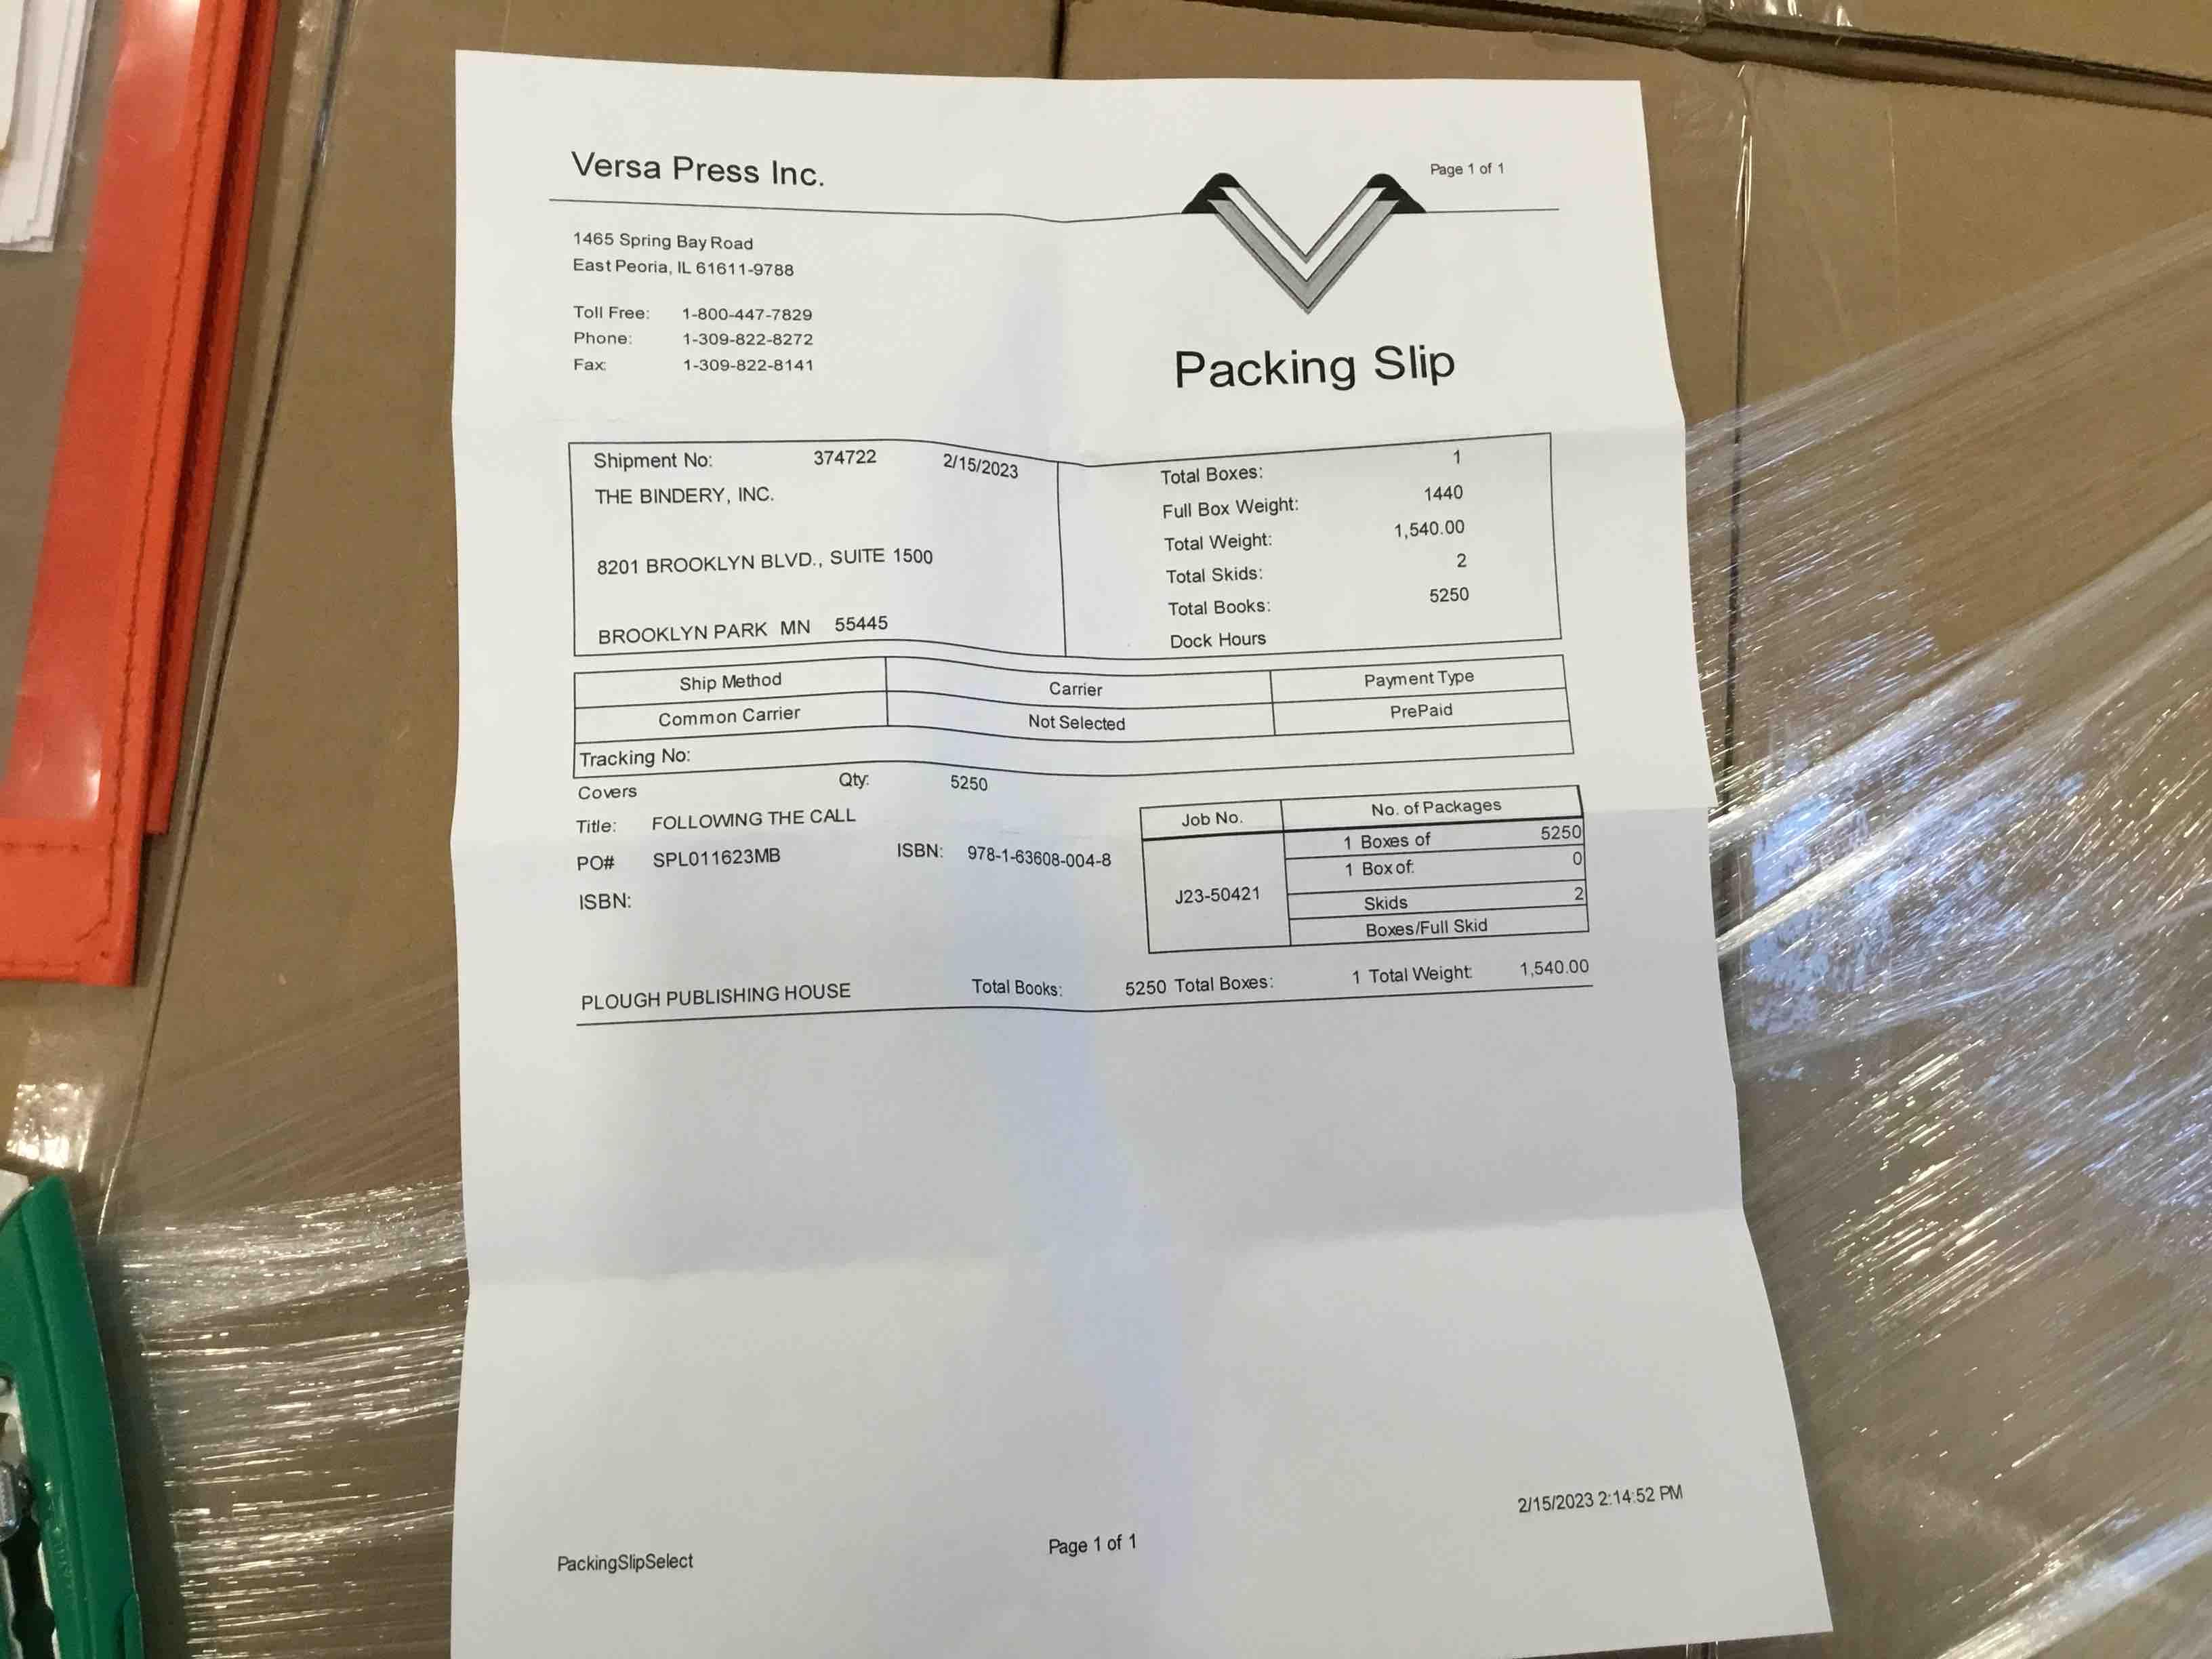 Versa Press Inc.
Page 1 of 1
1465 Spring Bay Road
East Peoria, IL 61611-9788
Toll Free: 1-800-447-7829
Phone: 1-309-822-8272
Fax: 1-309-822-8141
Packing Slip
Shipment No: 374722 2/15/2023
THE BINDERY, INC.
8201 BROOKLYN BLVD., SUITE 1500
BROOKLYN PARK MN 55445
Total Boxes: 1
Full Box Weight: 1440
Total Weight: 1,540.00
Total Skids: 2
Total Books: 5250
Dock Hours
Ship Method Carrier Payment Type
Common Carrier Not Selected PrePaid
Tracking No:
Covers Qty: 5250
Title: FOLLOWING THE CALL
PO# SPL011623MB ISBN: 978-1-63608-004-8
ISBN:
Job No. No. of Packages
J23-50421
1 Boxes of 5250
1 Box of: 0
Skids 2
Boxes/Full Skid
PLOUGH PUBLISHING HOUSE Total Books: 5250 Total Boxes: 1 Total Weight: 1,540.00
2/15/2023 2:14:52 PM
PackingSlipSelect Page 1 of 1